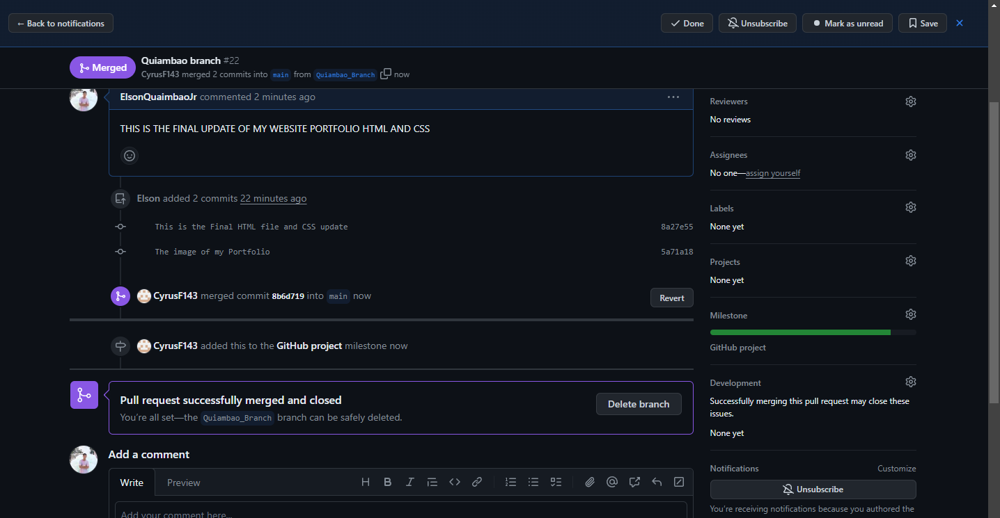 ← Back to notifications
Done
Unsubscribe
Mark as unread
Save
Merged
Quiambao branch #22
CyrusF143 merged 2 commits into main from Quiambao_Branch now
ElsonQuaimbaoJr commented 2 minutes ago
THIS IS THE FINAL UPDATE OF MY WEBSITE PORTFOLIO HTML AND CSS
Elson added 2 commits 22 minutes ago
This is the Final HTML file and CSS update 8a27e55
The image of my Portfolio 5a71a18
CyrusF143 merged commit 8b6d719 into main now
Revert
CyrusF143 added this to the GitHub project milestone now
Pull request successfully merged and closed
You're all set—the Quiambao_Branch branch can be safely deleted.
Delete branch
Add a comment
Write Preview
Add your comment here...
Reviewers
No reviews
Assignees
No one—assign yourself
Labels
None yet
Projects
None yet
Milestone
GitHub project
Development
Successfully merging this pull request may close these
issues.
None yet
Notifications Customize
Unsubscribe
You're receiving notifications because you authored the